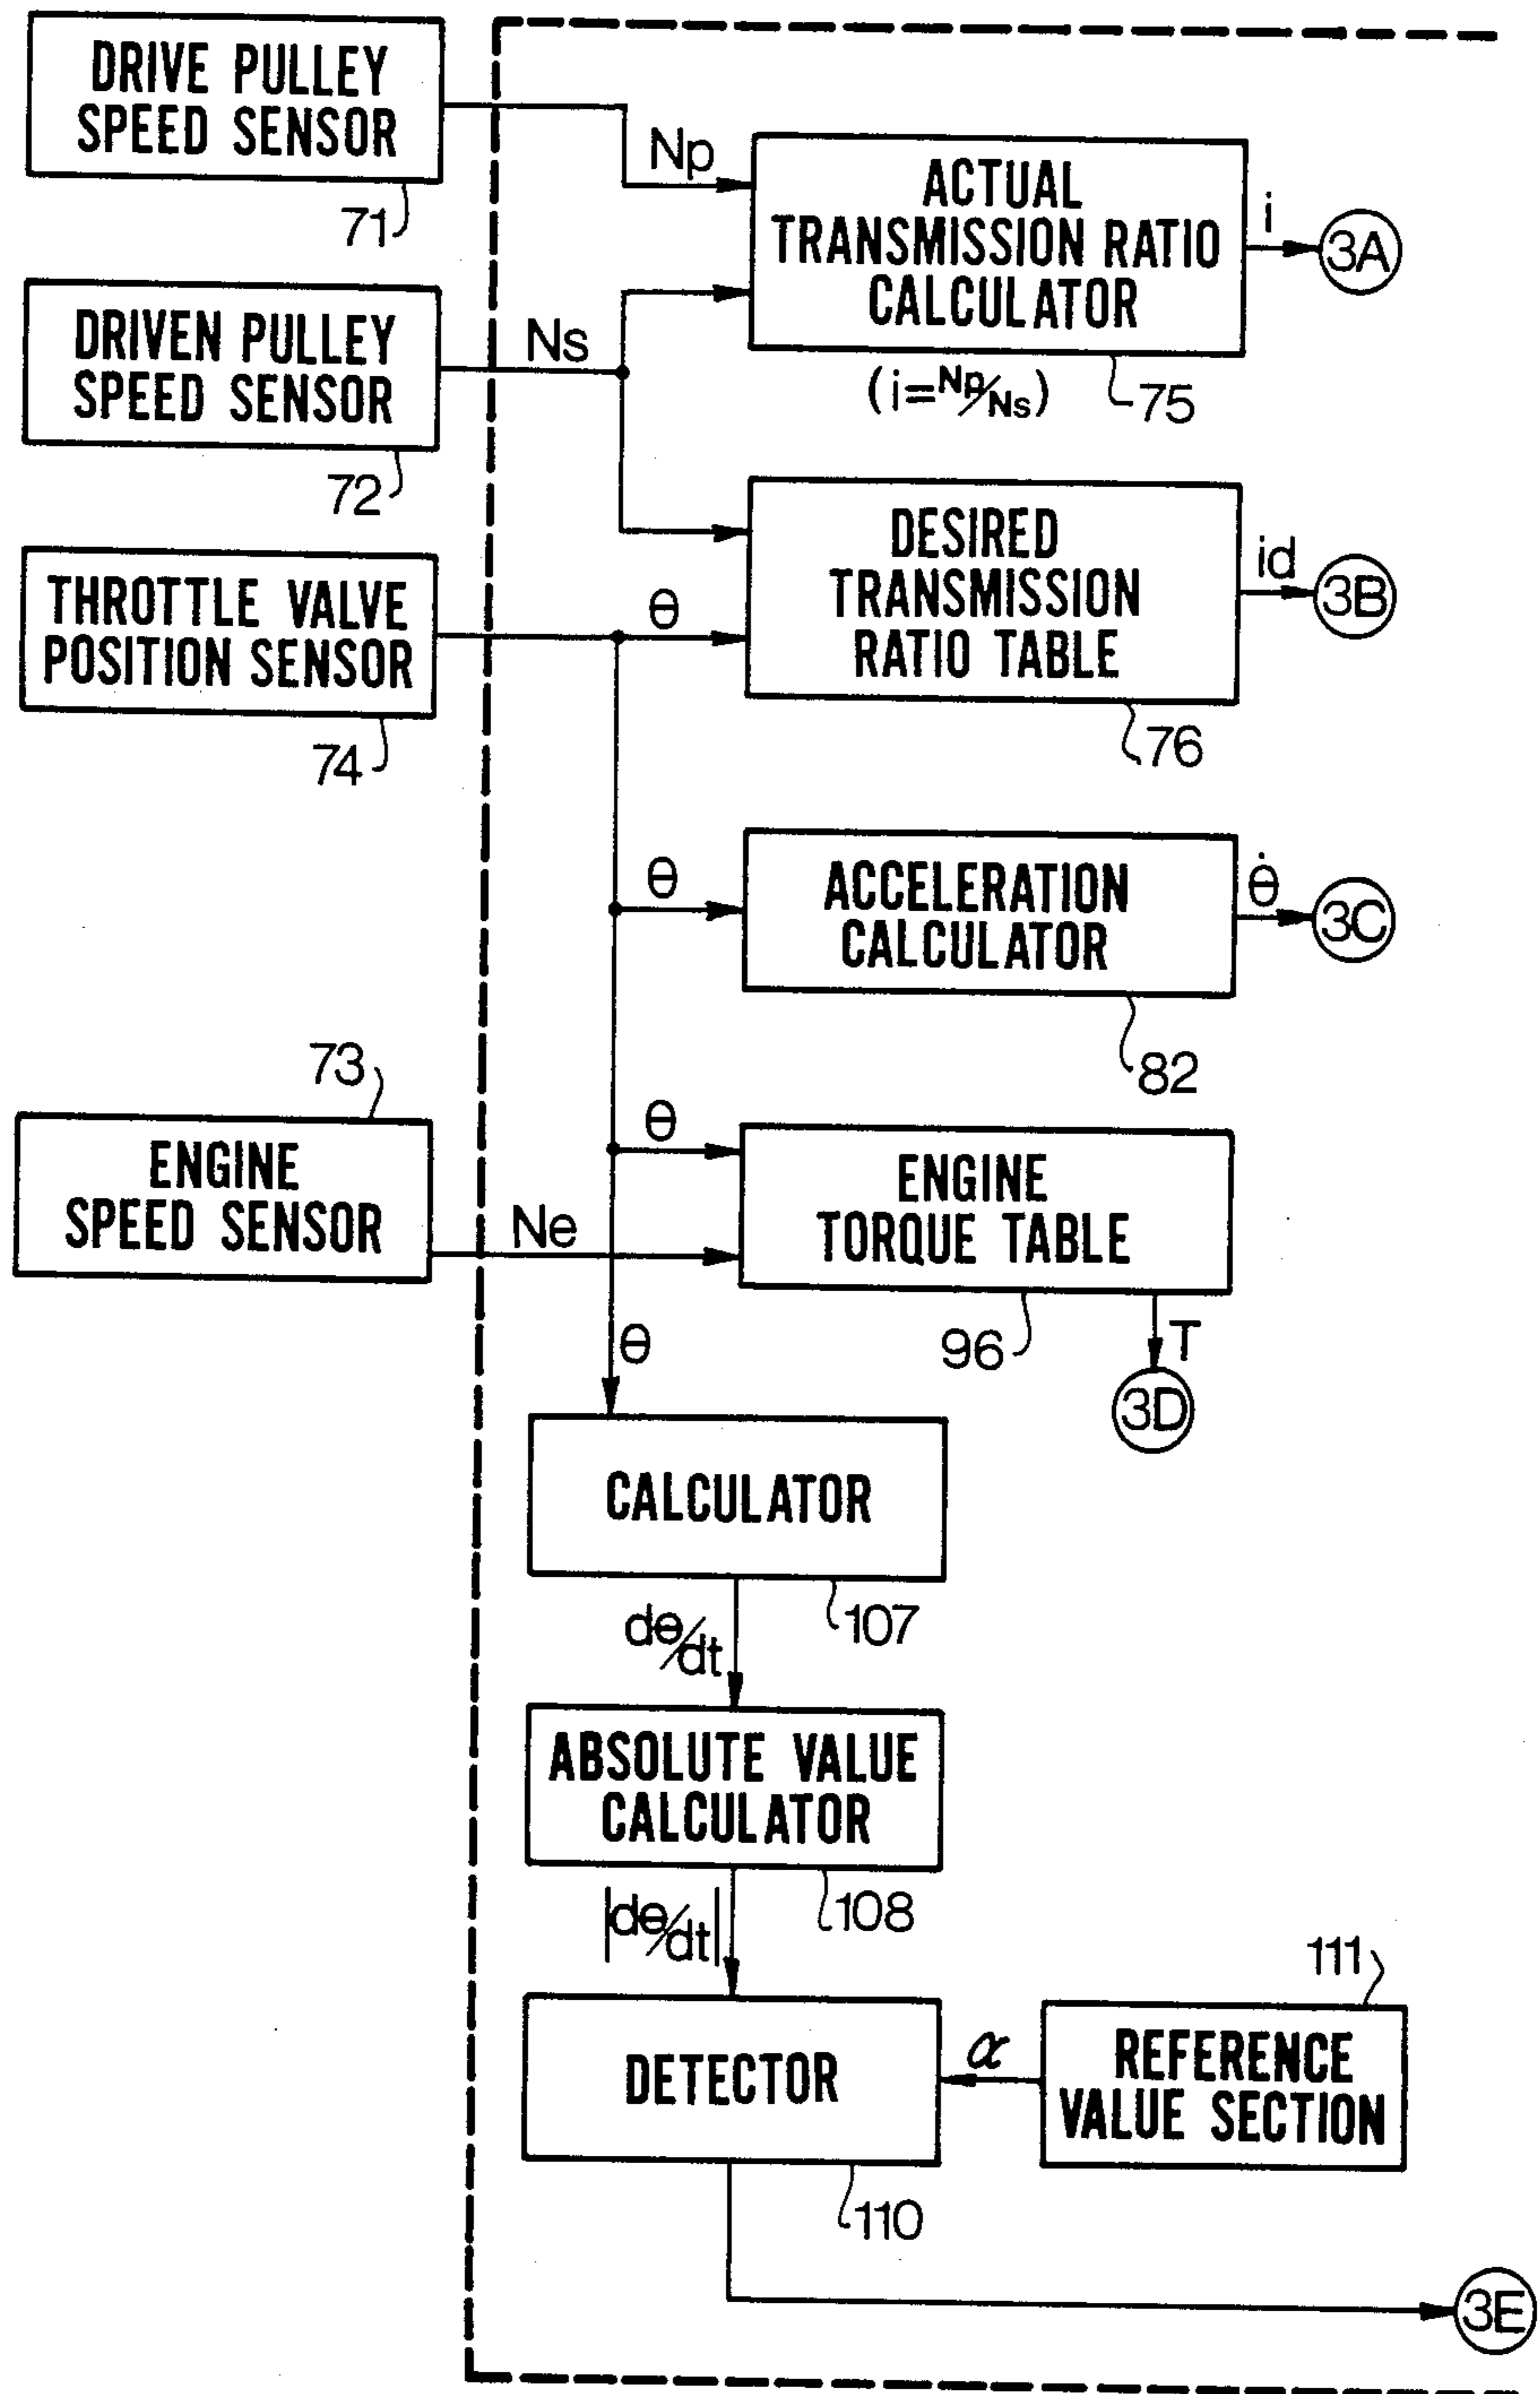 DRIVE PULLEY
SPEED SENSOR
71
Np
ACTUAL
TRANSMISSION RATIO
CALCULATOR
i
3A
(i=Np/Ns)
75
DRIVEN PULLEY
SPEED SENSOR
72
Ns
DESIRED
TRANSMISSION
RATIO TABLE
id
3B
76
THROTTLE VALVE
POSITION SENSOR
74
θ
θ
ACCELERATION
CALCULATOR
θ̇
3C
82
73
ENGINE
SPEED SENSOR
Ne
θ
ENGINE
TORQUE TABLE
96
T
3D
θ
CALCULATOR
107
dθ/dt
ABSOLUTE VALUE
CALCULATOR
108
|dθ/dt|
DETECTOR
110
α
111
REFERENCE
VALUE SECTION
3E